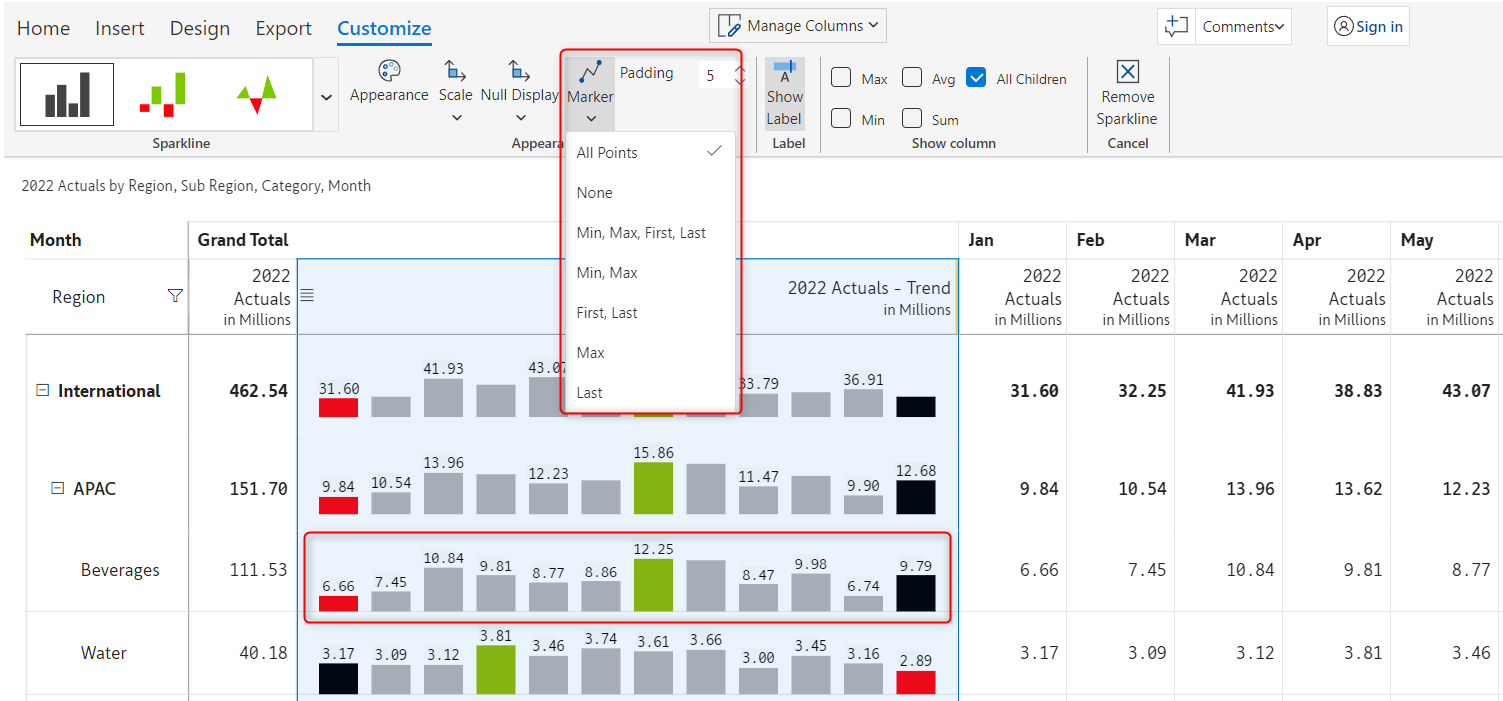 Home Insert Design Export Customize Manage Columns Comments Sign in
Appearance Scale Null Display Marker Padding 5 Show Label Max Avg All Children Remove Sparkline
Min Sum
Sparkline Appeara Label Show column Cancel
All Points
None
Min, Max, First, Last
Min, Max
First, Last
Max
Last
2022 Actuals by Region, Sub Region, Category, Month
Month Grand Total Jan Feb Mar Apr May
Region 2022 Actuals in Millions 2022 Actuals - Trend in Millions 2022 Actuals in Millions 2022 Actuals in Millions 2022 Actuals in Millions 2022 Actuals in Millions 2022 Actuals in Millions
International 462.54 31.60 41.93 43.07 33.79 36.91 31.60 32.25 41.93 38.83 43.07
APAC 151.70 9.84 10.54 13.96 12.23 15.86 11.47 9.90 12.68 9.84 10.54 13.96 13.62 12.23
Beverages 111.53 6.66 7.45 10.84 9.81 8.77 8.86 12.25 8.47 9.98 6.74 9.79 6.66 7.45 10.84 9.81 8.77
Water 40.18 3.17 3.09 3.12 3.81 3.46 3.74 3.61 3.66 3.00 3.45 3.16 2.89 3.17 3.09 3.12 3.81 3.46